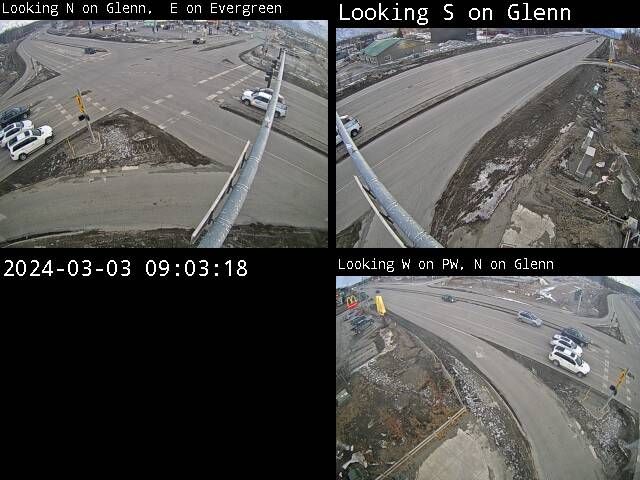 Looking N on Glenn,  E on Evergreen
Looking S on Glenn
2024-03-03 09:03:18
Looking W on PW, N on Glenn